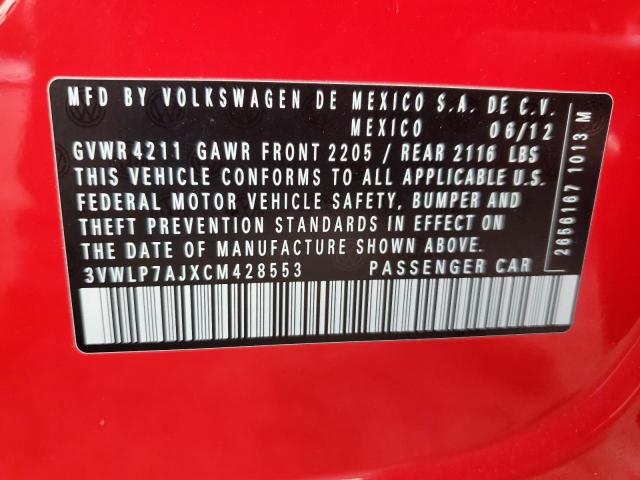 MFD BY VOLKSWAGEN DE MEXICO S.A. DE C.V.
MEXICO 06/12
GVWR 4211 GAWR FRONT 2205 / REAR 2116 LBS
THIS VEHICLE CONFORMS TO ALL APPLICABLE U.S.
FEDERAL MOTOR VEHICLE SAFETY, BUMPER AND
THEFT PREVENTION STANDARDS IN EFFECT ON
THE DATE OF MANUFACTURE SHOWN ABOVE.
3VWLP7AJXCM428553 PASSENGER CAR
2656167 1013 M